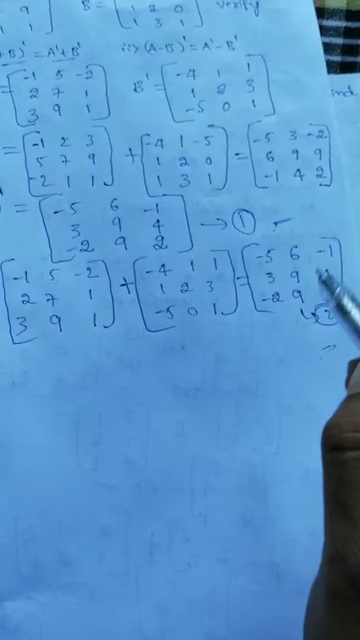 9 B = [ 1 2 0 verify
1 1 3 1 ]
+B)' = A'+B' ii> (A-B)' = A'-B'
= [ -1 5 -2 B' = [ -4 1 1
2 7 1 1 2 3
3 9 1 ] -5 0 1 ]
= [ -1 2 3 + [ -4 1 -5 = [ -5 3 -2
5 7 9 1 2 0 6 9 9
-2 1 1 ] 1 3 1 ] -1 4 2 ]
= [ -5 6 -1
3 9 4 → ①
-2 9 2 ]
[ -1 5 -2 + [ -4 1 1 = [ -5 6 -1
2 7 1 1 2 3 3 9
3 9 1 ] -5 0 1 ] -2 9